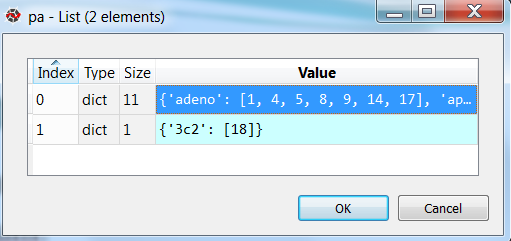 pa - List (2 elements)
Index Type Size Value
0 dict 11 {'adeno': [1, 4, 5, 8, 9, 14, 17], 'ap...
1 dict 1 {'3c2': [18]}
OK Cancel